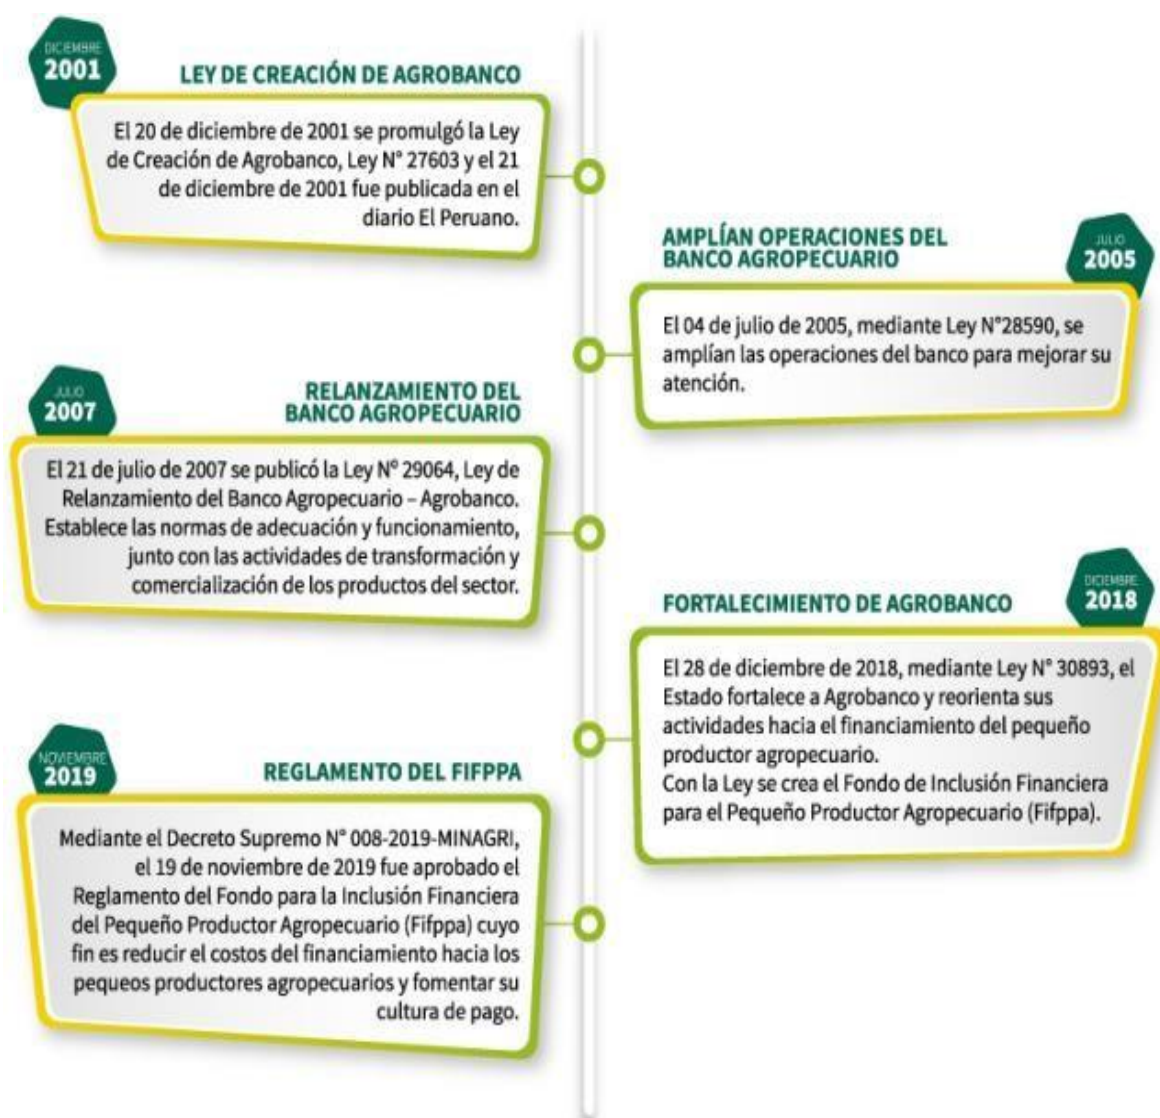 DICIEMBRE
2001
LEY DE CREACIÓN DE AGROBANCO
El 20 de diciembre de 2001 se promulgó la Ley
de Creación de Agrobanco, Ley N° 27603 y el 21
de diciembre de 2001 fue publicada en el
diario El Peruano.
AMPLÍAN OPERACIONES DEL
BANCO AGROPECUARIO
JULIO
2005
El 04 de julio de 2005, mediante Ley N°28590, se
amplían las operaciones del banco para mejorar su
atención.
JULIO
2007
RELANZAMIENTO DEL
BANCO AGROPECUARIO
El 21 de julio de 2007 se publicó la Ley Nº 29064, Ley de
Relanzamiento del Banco Agropecuario – Agrobanco.
Establece las normas de adecuación y funcionamiento,
junto con las actividades de transformación y
comercialización de los productos del sector.
FORTALECIMIENTO DE AGROBANCO
DICIEMBRE
2018
El 28 de diciembre de 2018, mediante Ley N° 30893, el
Estado fortalece a Agrobanco y reorienta sus
actividades hacia el financiamiento del pequeño
productor agropecuario.
Con la Ley se crea el Fondo de Inclusión Financiera
para el Pequeño Productor Agropecuario (Fifppa).
NOVIEMBRE
2019
REGLAMENTO DEL FIFPPA
Mediante el Decreto Supremo N° 008-2019-MINAGRI,
el 19 de noviembre de 2019 fue aprobado el
Reglamento del Fondo para la Inclusión Financiera
del Pequeño Productor Agropecuario (Fifppa) cuyo
fin es reducir el costos del financiamiento hacia los
pequeos productores agropecuarios y fomentar su
cultura de pago.